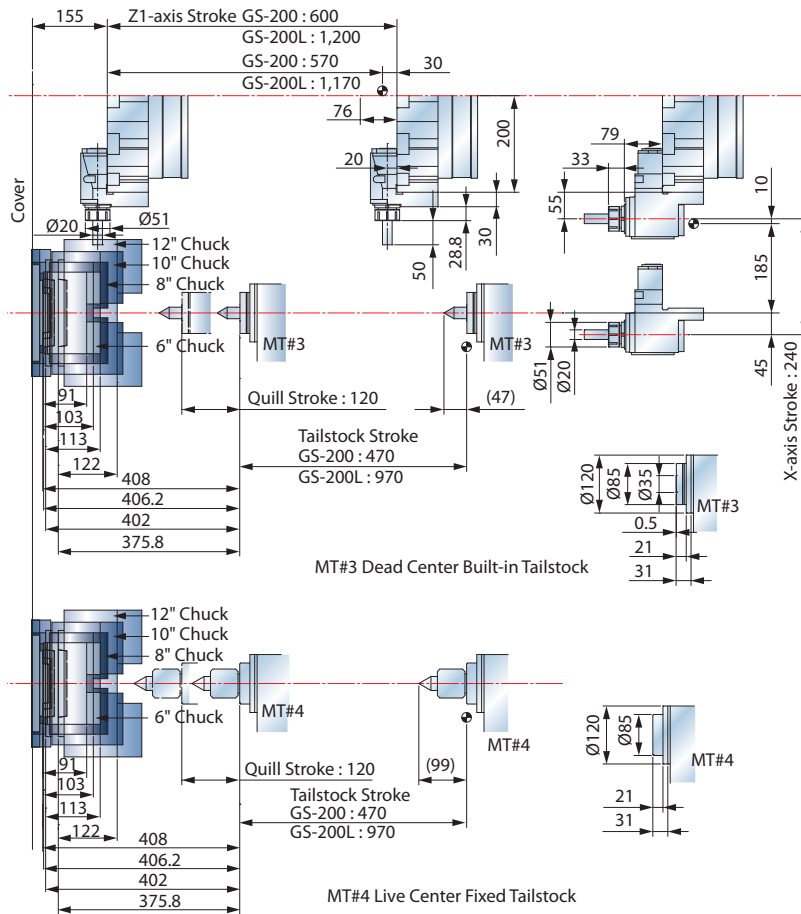 155
Z1-axis Stroke GS-200 : 600
GS-200L : 1,200
GS-200 : 570
GS-200L : 1,170
30
76
200
20
79
33
55
10
Cover
Ø20
Ø51
12" Chuck
10" Chuck
8" Chuck
6" Chuck
50
28.8
30
185
MT#3
MT#3
Ø51
Ø20
45
X-axis Stroke : 240
91
103
113
122
408
406.2
402
375.8
Quill Stroke : 120
(47)
Tailstock Stroke
GS-200 : 470
GS-200L : 970
Ø120
Ø85
Ø35
MT#3
0.5
21
31
MT#3 Dead Center Built-in Tailstock
12" Chuck
10" Chuck
8" Chuck
6" Chuck
MT#4
MT#4
91
103
113
122
408
406.2
402
375.8
Quill Stroke : 120
(99)
Tailstock Stroke
GS-200 : 470
GS-200L : 970
Ø120
Ø85
MT#4
21
31
MT#4 Live Center Fixed Tailstock